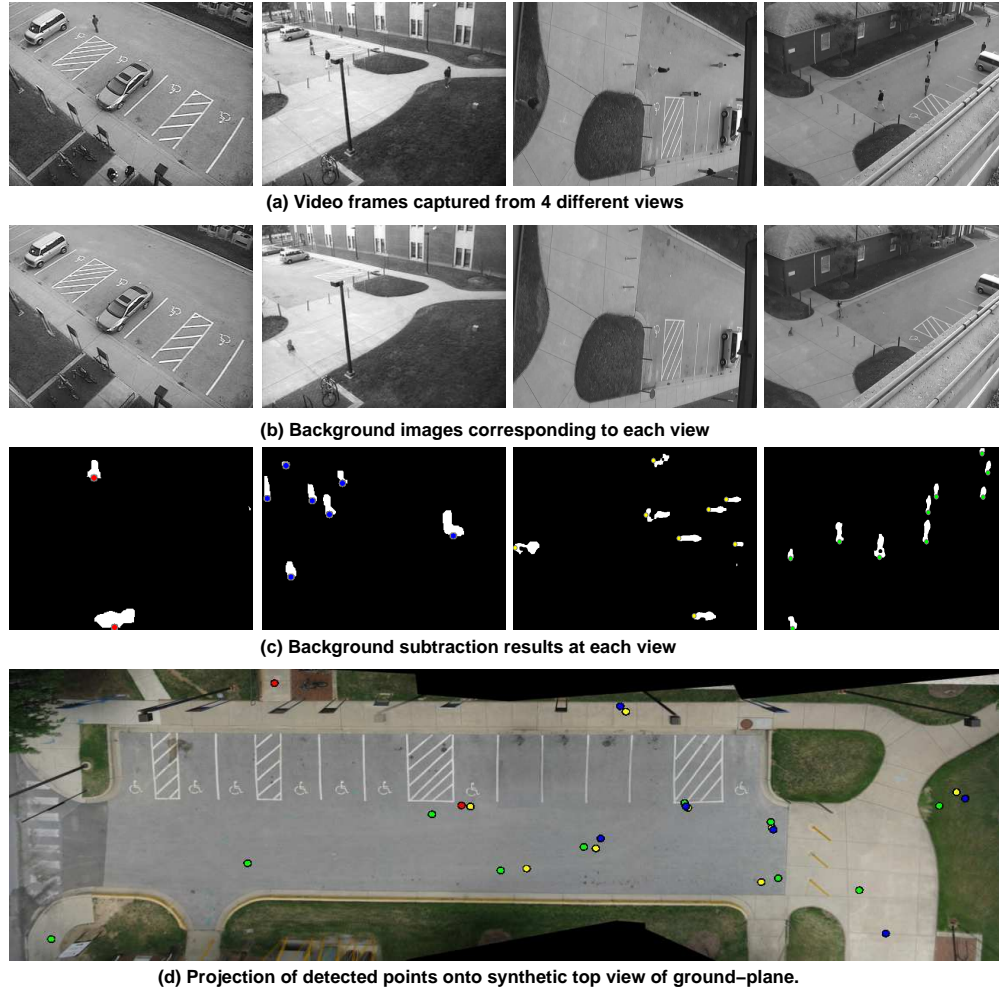 (a) Video frames captured from 4 different views
(b) Background images corresponding to each view
(c) Background subtraction results at each view
(d) Projection of detected points onto synthetic top view of ground−plane.